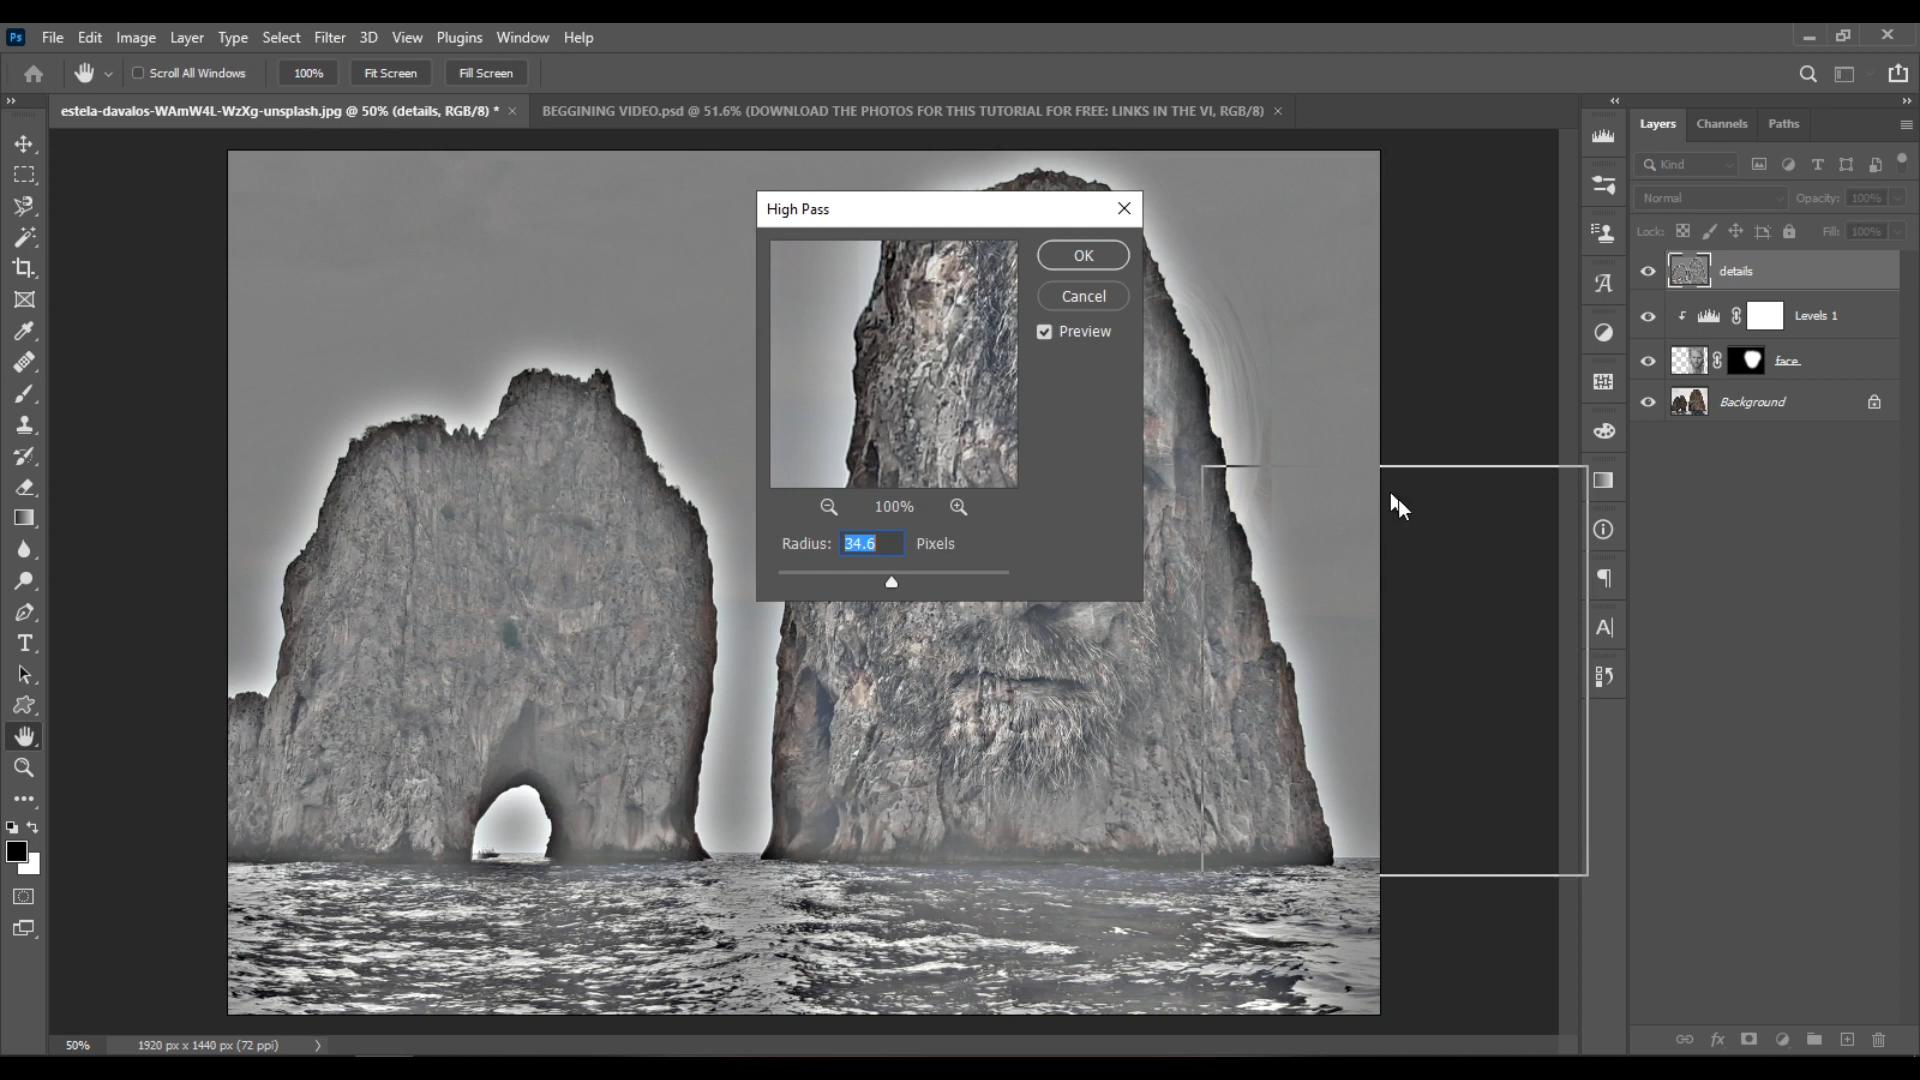 Ps File Edit Image Layer Type Select Filter 3D View Plugins Window Help
Scroll All Windows 100% Fit Screen Fill Screen
estela-davalos-WAmW4L-WzXg-unsplash.jpg @ 50% (details, RGB/8) * × BEGGINING VIDEO.psd @ 51.6% (DOWNLOAD THE PHOTOS FOR THIS TUTORIAL FOR FREE: LINKS IN THE VI, RGB/8) ×
Layers Channels Paths
Kind
Normal Opacity: 100%
Lock: Fill: 100%
details
Levels 1
face
Background
High Pass
OK
Cancel
Preview
100%
Radius: 34.6 Pixels
50% 1920 px x 1440 px (72 ppi)